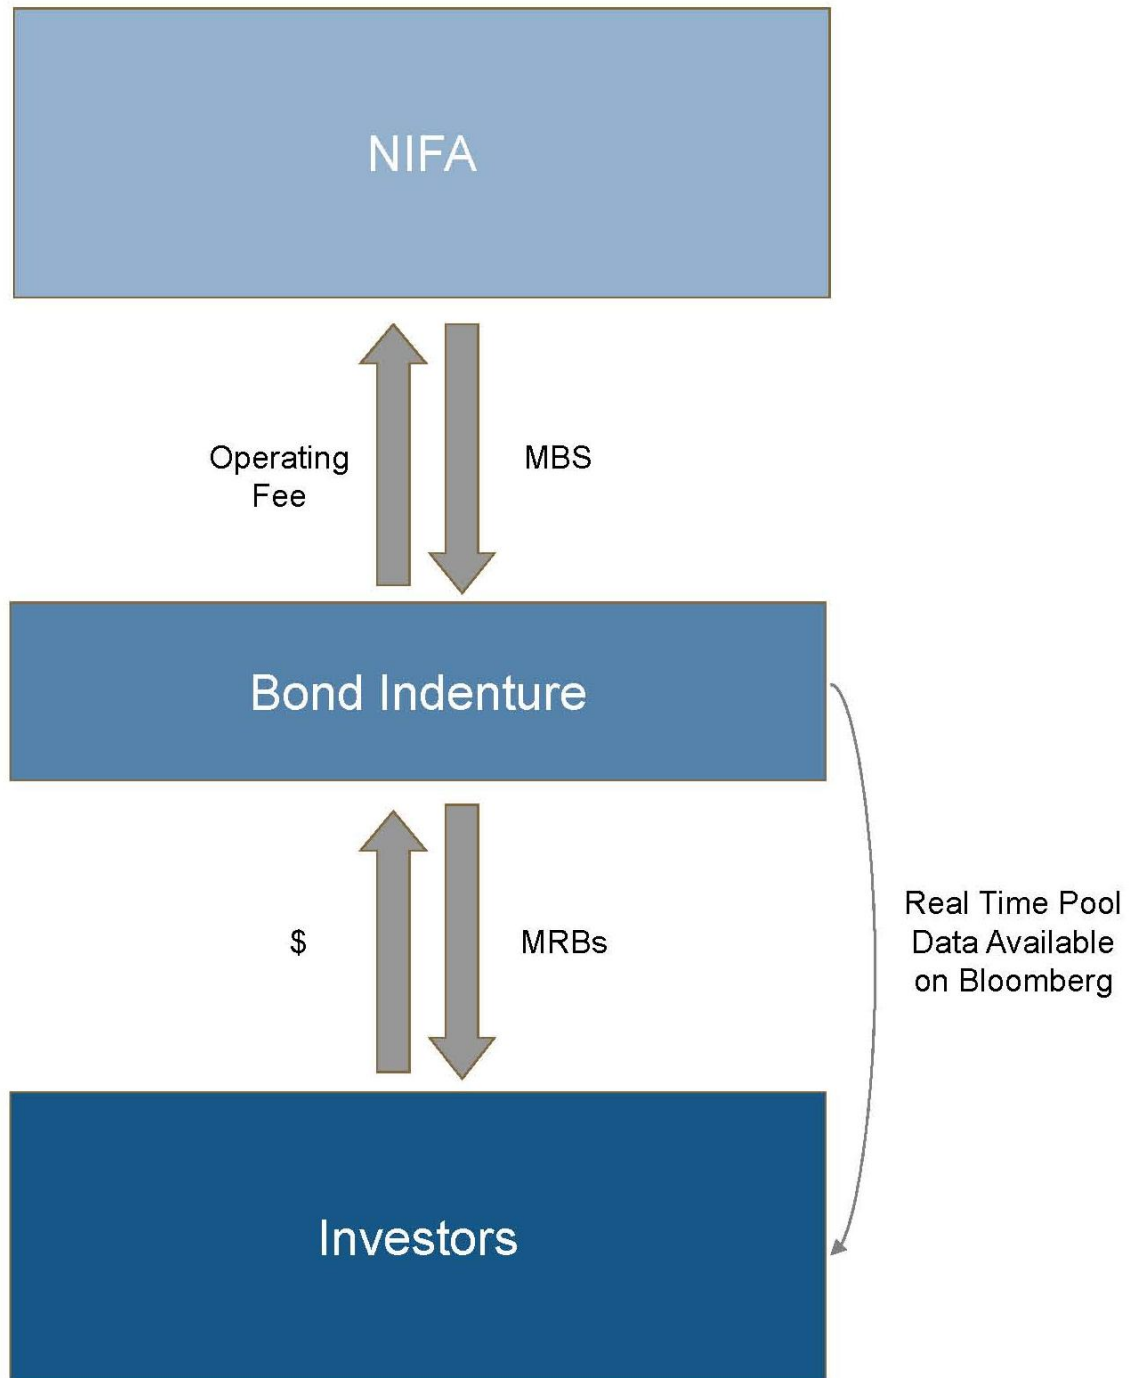 NIFA
Operating
Fee
MBS
Bond Indenture
$
MRBs
Real Time Pool
Data Available
on Bloomberg
Investors